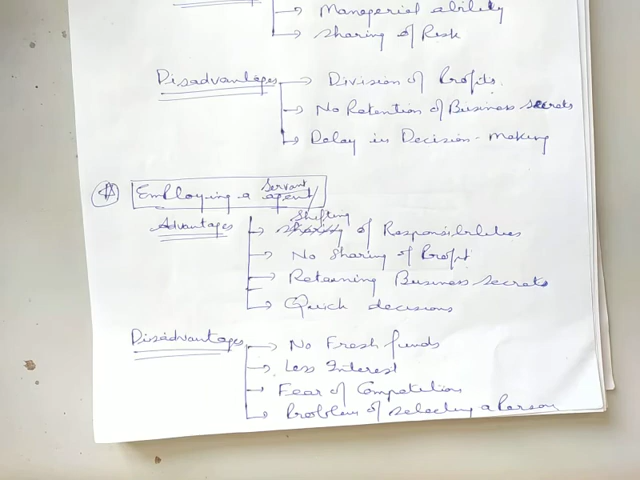 Managerial ability
Sharing of Risk
Disadvantages
Division of Profits.
No Retention of Business secrets
Delay in Decision-making
Employing a servant/agent
Advantages
Shifting of Responsibilities
No Sharing of Profit
Retaining Business secrets
Quick decisions
Disadvantages
No Fresh funds
Less Interest
Fear of Competition
Problem of selecting a Person